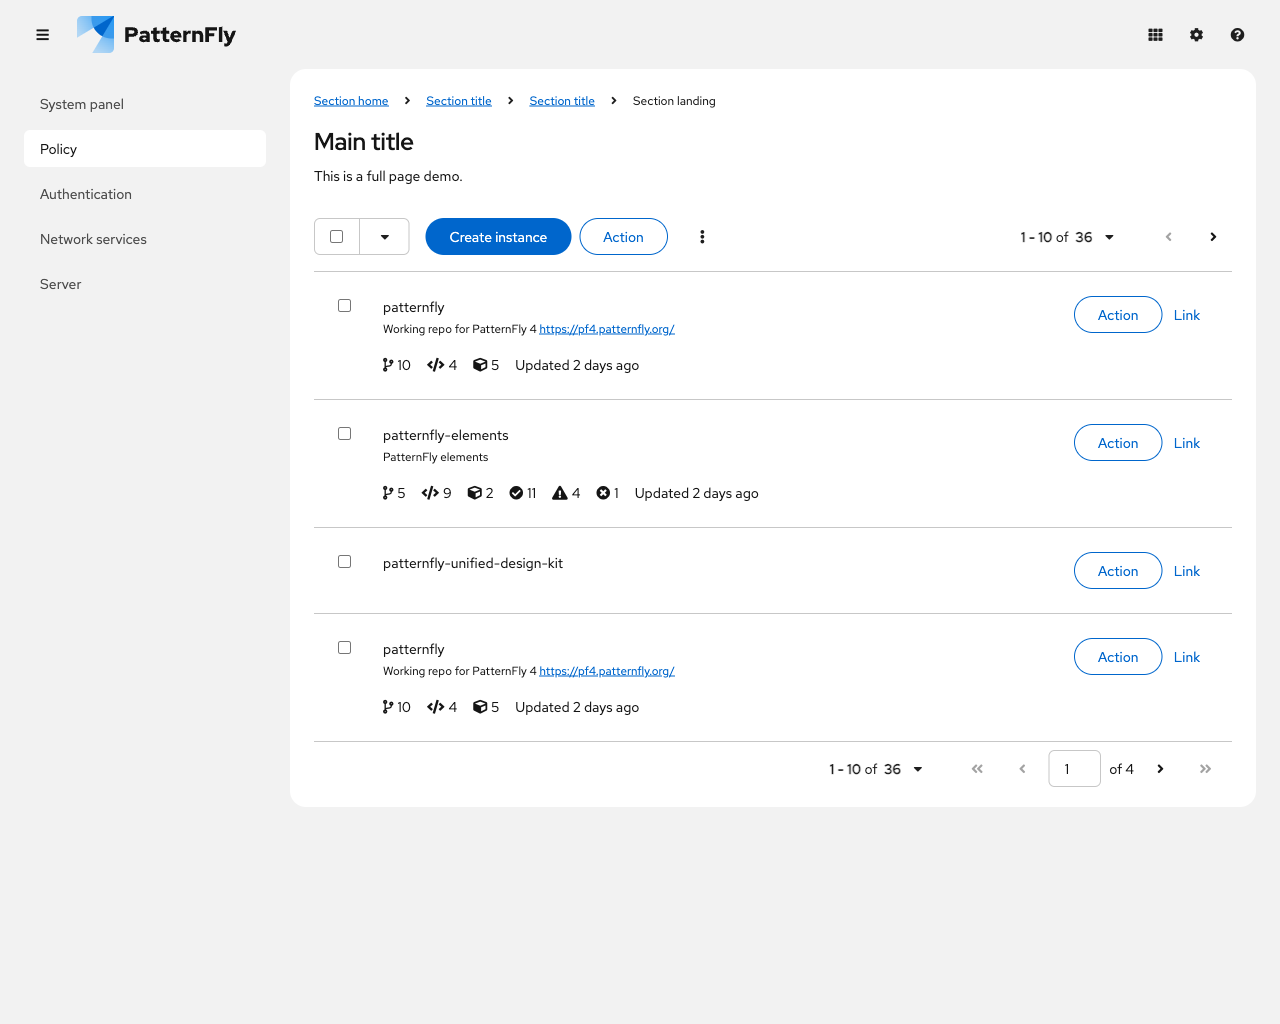 PatternFly
System panel
Policy
Authentication
Network services
Server
Section home Section title Section title Section landing
Main title
This is a full page demo.
Create instance Action 1 - 10 of 36
patternfly Action Link
Working repo for PatternFly 4 https://pf4.patternfly.org/
10 4 5 Updated 2 days ago
patternfly-elements Action Link
PatternFly elements
5 9 2 11 4 1 Updated 2 days ago
patternfly-unified-design-kit Action Link
patternfly Action Link
Working repo for PatternFly 4 https://pf4.patternfly.org/
10 4 5 Updated 2 days ago
1 - 10 of 36 1 of 4